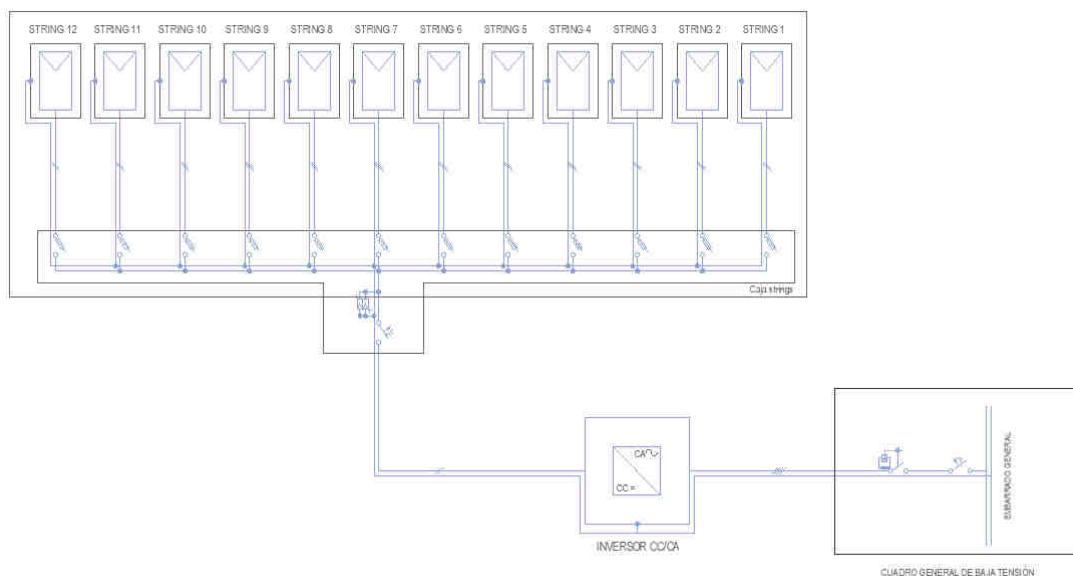 STRING 12 STRING 11 STRING 10 STRING 9 STRING 8 STRING 7 STRING 6 STRING 5 STRING 4 STRING 3 STRING 2 STRING 1
Caja strings
CA
CC =
INVERSOR CC/CA
EMBARRADO GENERAL
CUADRO GENERAL DE BAJA TENSIÓN